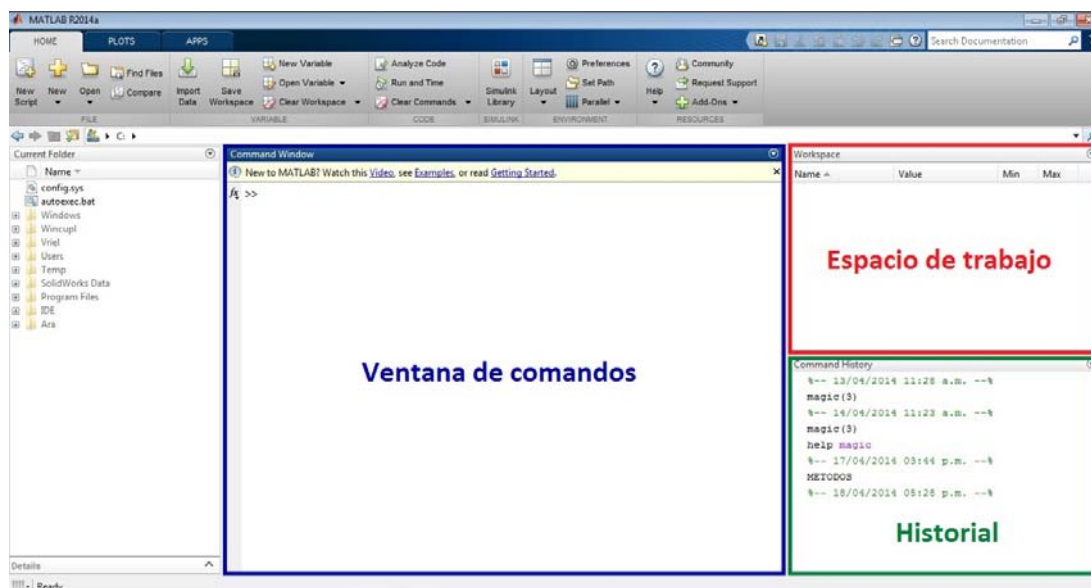 MATLAB R2014a
HOME PLOTS APPS
Search Documentation
New Script
New
Open
Find Files
Compare
Import Data
Save Workspace
New Variable
Open Variable
Clear Workspace
Analyze Code
Run and Time
Clear Commands
Simulink Library
Layout
Preferences
Set Path
Parallel
Help
Community
Request Support
Add-Ons
FILE VARIABLE CODE SIMULINK ENVIRONMENT RESOURCES
C:
Current Folder
Name
config.sys
autoexec.bat
Windows
Wincupl
Vriel
Users
Temp
SolidWorks Data
Program Files
IDE
Ara
Details
Ready
Command Window
New to MATLAB? Watch this Video, see Examples, or read Getting Started.
fx >>
Ventana de comandos
Workspace
Name Value Min Max
Espacio de trabajo
Command History
%-- 13/04/2014 11:28 a.m. --%
magic(3)
%-- 14/04/2014 11:23 a.m. --%
magic(3)
help magic
%-- 17/04/2014 03:44 p.m. --%
METODOS
%-- 18/04/2014 05:28 p.m. --%
Historial